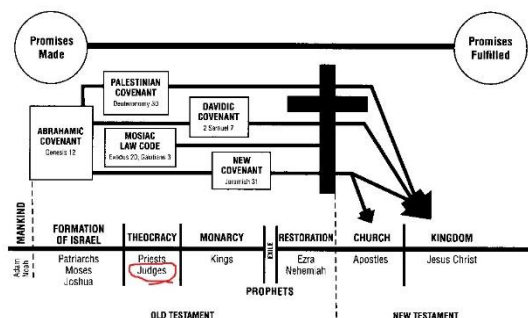 Promises
Made
Promises
Fulfilled
PALESTINIAN
COVENANT
Deuteronomy 30
DAVIDIC
COVENANT
2 Samuel 7
ABRAHAMIC
COVENANT
Genesis 12
MOSIAC
LAW CODE
Exodus 20, Galatians 3
NEW
COVENANT
Jeremiah 31
MANKIND
Adam
Noah
FORMATION
OF ISRAEL
Patriarchs
Moses
Joshua
THEOCRACY
Priests
Judges
MONARCY
Kings
EXILE
RESTORATION
Ezra
Nehemiah
PROPHETS
CHURCH
Apostles
KINGDOM
Jesus Christ
OLD TESTAMENT
NEW TESTAMENT